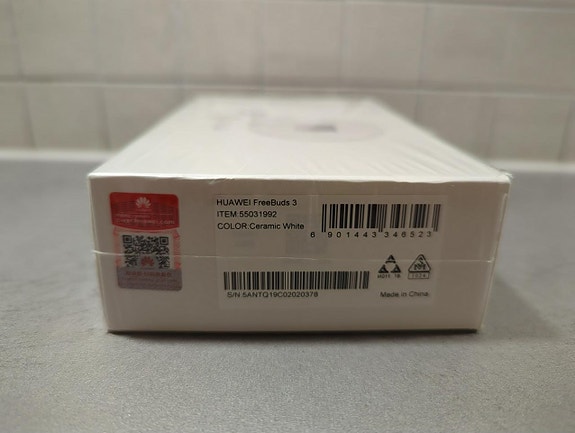 HUAWEI FreeBuds 3
ITEM:55031992
COLOR:Ceramic White
6 901443 346523
S/N:5ANTQ19C02020378
Made in China